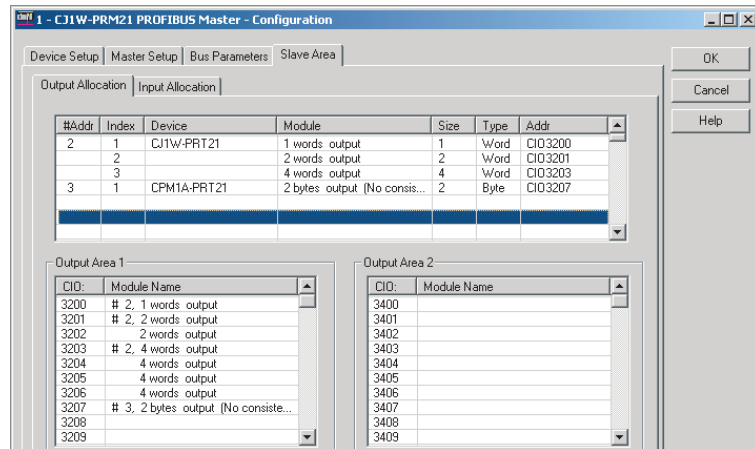 1 - CJ1W-PRM21 PROFIBUS Master - Configuration
Device Setup Master Setup Bus Parameters Slave Area
OK
Output Allocation Input Allocation
Cancel
Help
#Addr Index Device Module Size Type Addr
2 1 CJ1W-PRT21 1 words output 1 Word CIO3200
2 2 words output 2 Word CIO3201
3 4 words output 4 Word CIO3203
3 1 CPM1A-PRT21 2 bytes output (No consis... 2 Byte CIO3207
Output Area 1
CIO: Module Name
3200 # 2, 1 words output
3201 # 2, 2 words output
3202 2 words output
3203 # 2, 4 words output
3204 4 words output
3205 4 words output
3206 4 words output
3207 # 3, 2 bytes output (No consiste...
3208
3209
Output Area 2
CIO: Module Name
3400
3401
3402
3403
3404
3405
3406
3407
3408
3409